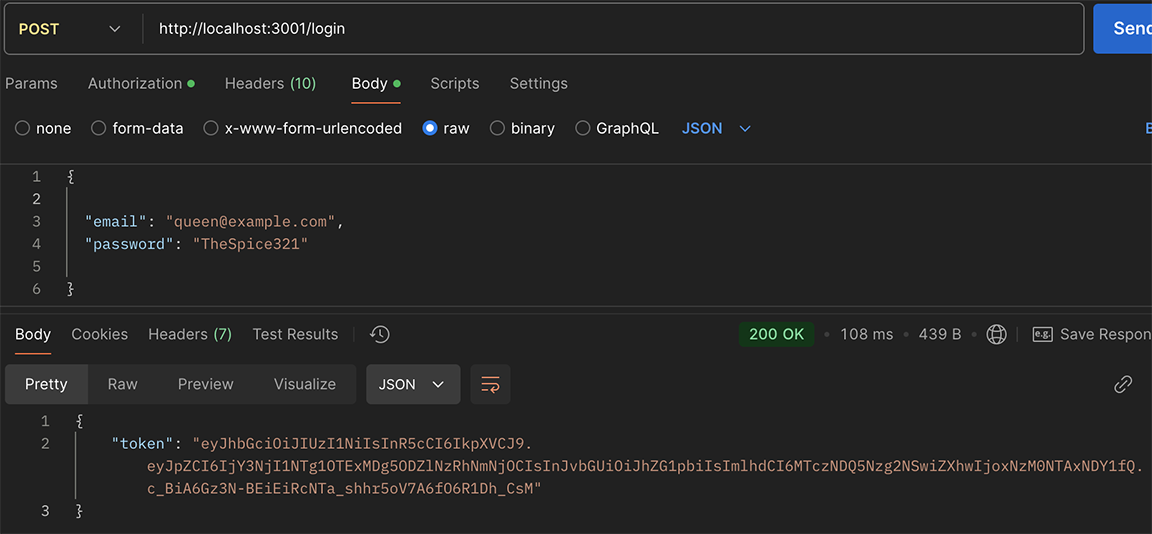 POST http://localhost:3001/login Send
Params Authorization Headers (10) Body Scripts Settings
none form-data x-www-form-urlencoded raw binary GraphQL JSON B
1 {
2
3 "email": "queen@example.com",
4 "password": "TheSpice321"
5
6 }
Body Cookies Headers (7) Test Results 200 OK 108 ms 439 B e.g. Save Respon
Pretty Raw Preview Visualize JSON
1 {
2 "token": "eyJhbGciOiJIUzI1NiIsInR5cCI6IkpXVCJ9.
eyJpZCI6IjY3NjI1NTg1OTExMDg5ODZlNzRhNmNjOCIsInJvbGUiOiJhZG1pbiIsImlhdCI6MTczNDQ5Nzg2NSwiZXhwIjoxNzM0NTAxNDY1fQ.
c_BiA6Gz3N-BEiEiRcNTa_shhr5oV7A6fO6R1Dh_CsM"
3 }